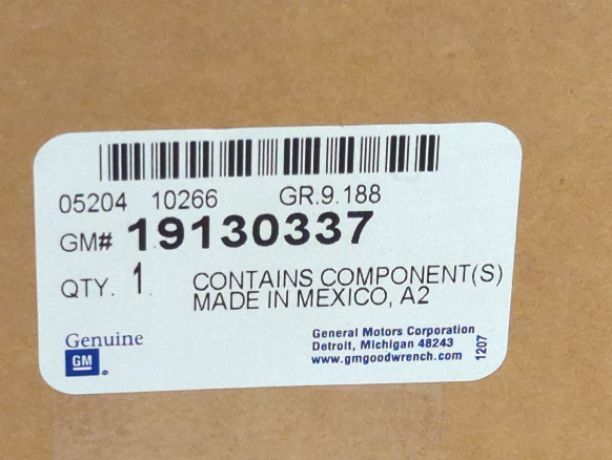 05204 10266 GR.9.188
GM# 19130337
QTY. 1 CONTAINS COMPONENT(S)
MADE IN MEXICO, A2
Genuine
GM
General Motors Corporation
Detroit, Michigan 48243
www.gmgoodwrench.com
1207